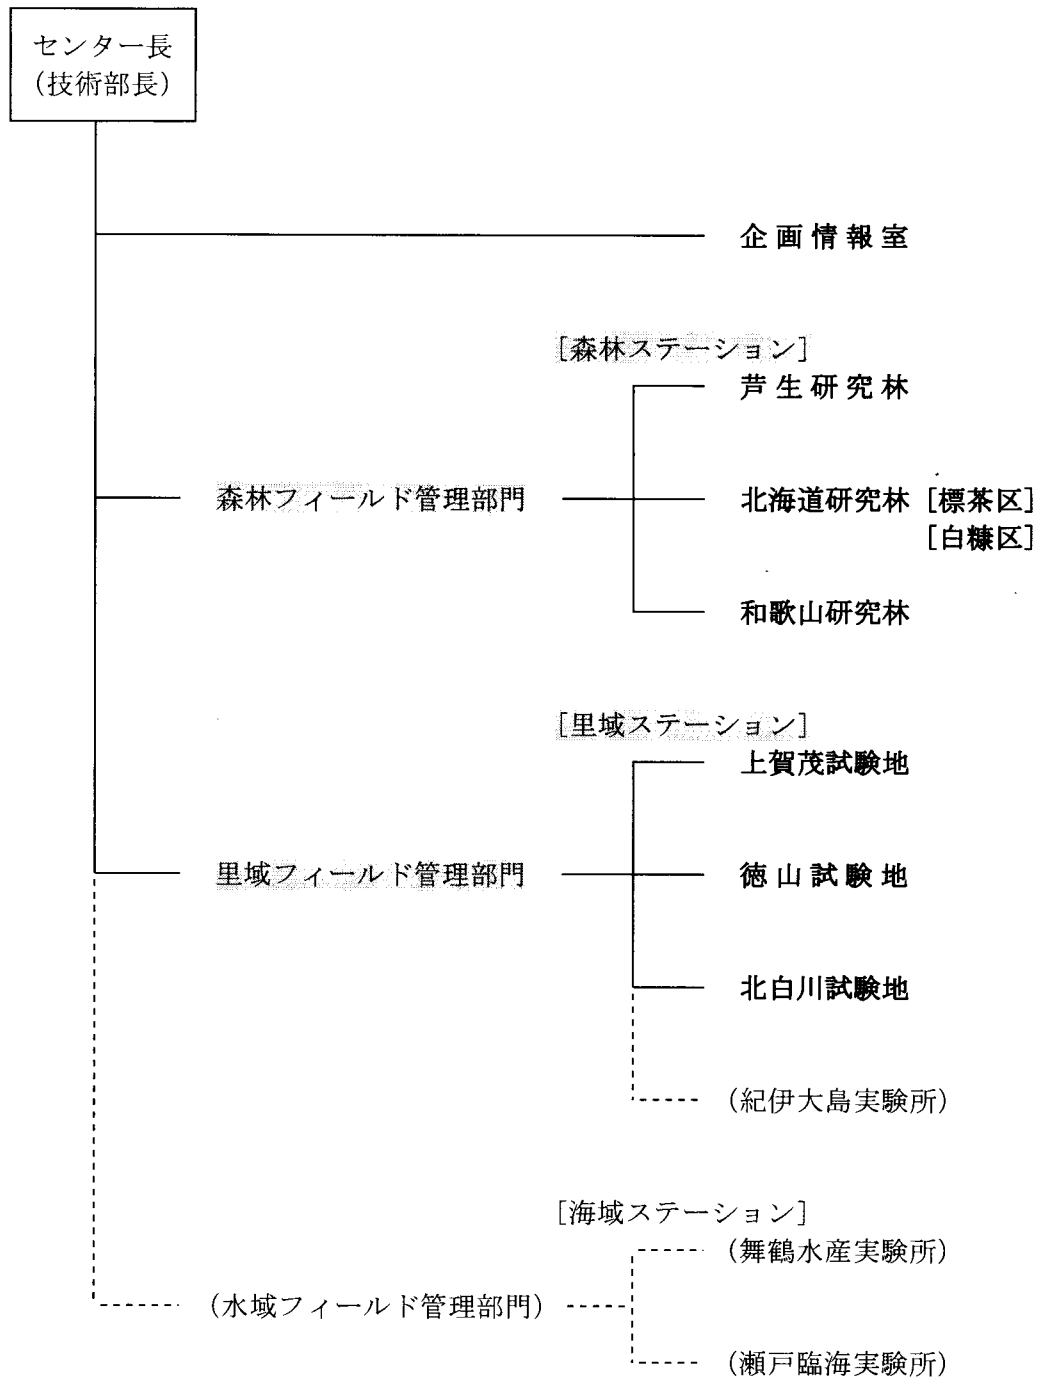 センター長
（技術部長）
企画情報室
［森林ステーション］
芦生研究林
森林フィールド管理部門
北海道研究林［標茶区］
［白糠区］
和歌山研究林
［里域ステーション］
上賀茂試験地
里域フィールド管理部門
徳山試験地
北白川試験地
（紀伊大島実験所）
［海域ステーション］
（舞鶴水産実験所）
（水域フィールド管理部門）
（瀬戸臨海実験所）